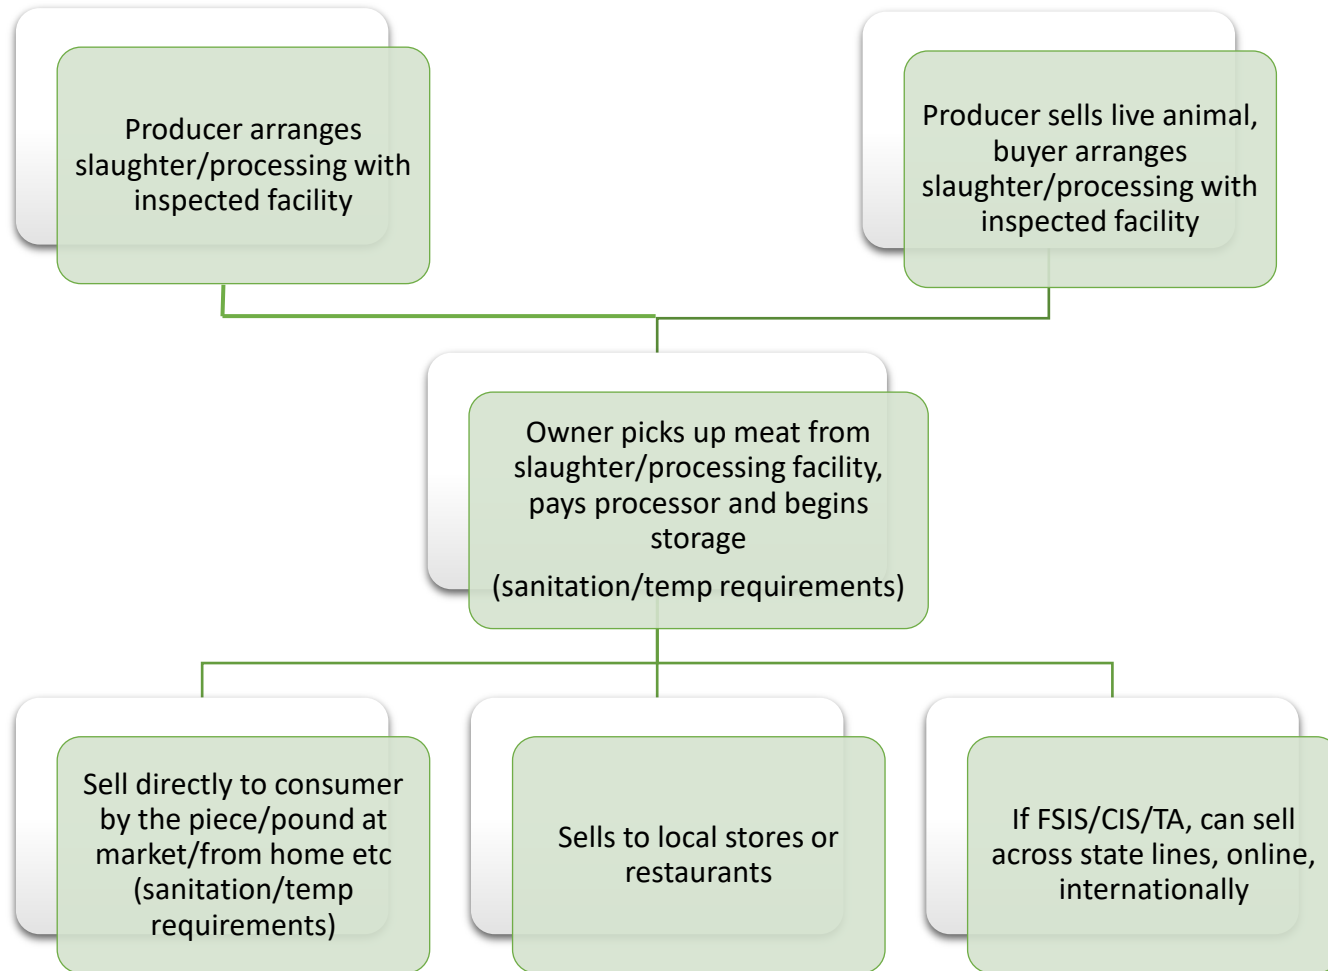 Producer arranges
slaughter/processing with
inspected facility
Producer sells live animal,
buyer arranges
slaughter/processing with
inspected facility
Owner picks up meat from
slaughter/processing facility,
pays processor and begins
storage
(sanitation/temp requirements)
Sell directly to consumer
by the piece/pound at
market/from home etc
(sanitation/temp
requirements)
Sells to local stores or
restaurants
If FSIS/CIS/TA, can sell
across state lines, online,
internationally